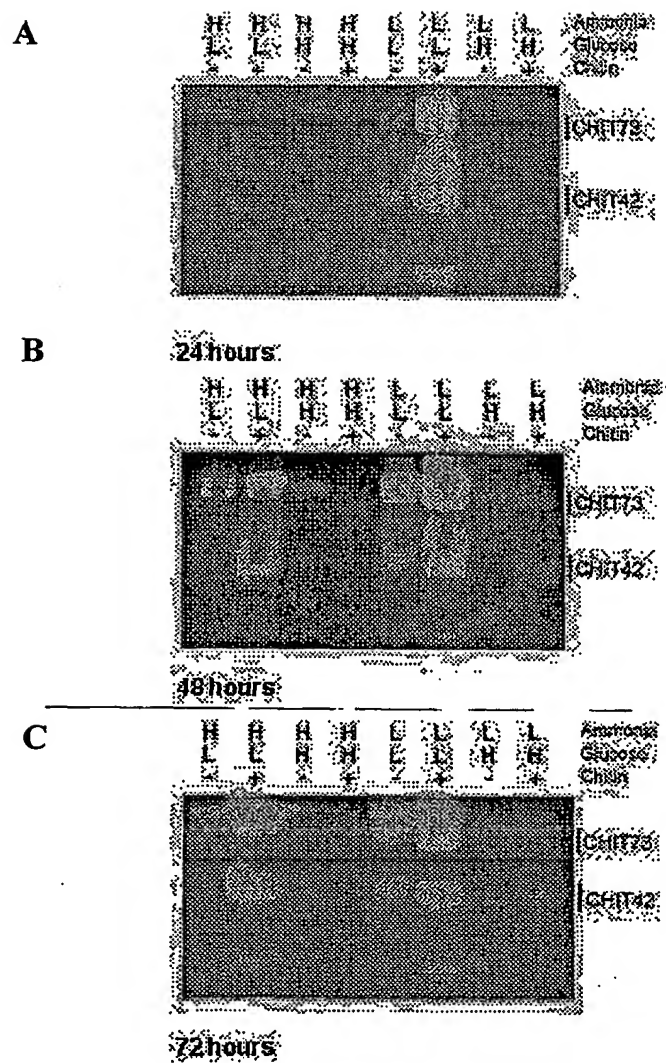 A
H H H H L L L L Ammonia
L L H H L L H H Glucose
- + - + - + - + Chitin
CHIT73
CHIT42
24 hours
B
H H H H L L L L Ammonia
L L H H L L H H Glucose
- + - + - + - + Chitin
CHIT73
CHIT42
48 hours
C
H H H H L L L L Ammonia
L L H H L L H H Glucose
- + - + - + - + Chitin
CHIT73
CHIT42
72 hours